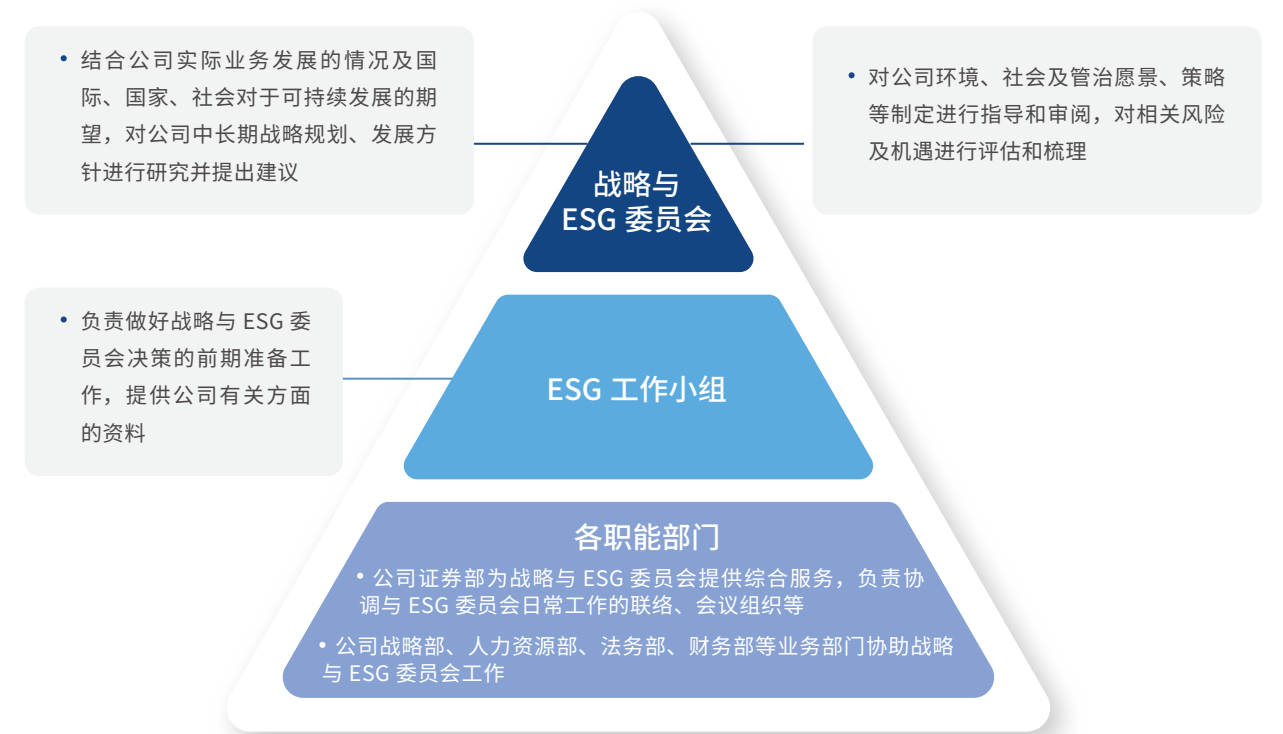 • 结合公司实际业务发展的情况及国
际、国家、社会对于可持续发展的期
望，对公司中长期战略规划、发展方
针进行研究并提出建议
• 对公司环境、社会及管治愿景、策略
等制定进行指导和审阅，对相关风险
及机遇进行评估和梳理
战略与
ESG 委员会
• 负责做好战略与 ESG 委
员会决策的前期准备工
作，提供公司有关方面
的资料
ESG 工作小组
各职能部门
• 公司证券部为战略与 ESG 委员会提供综合服务，负责协
调与 ESG 委员会日常工作的联络、会议组织等
• 公司战略部、人力资源部、法务部、财务部等业务部门协助战略
与 ESG 委员会工作